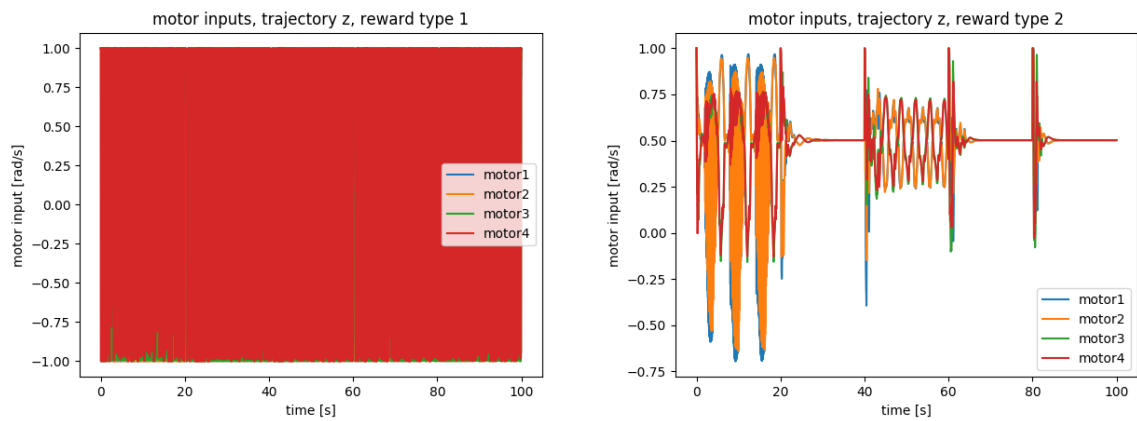 motor inputs, trajectory z, reward type 1
1.00
0.75
0.50
0.25
0.00
−0.25
−0.50
−0.75
−1.00
motor input [rad/s]
motor1
motor2
motor3
motor4
0 20 40 60 80 100
time [s]
motor inputs, trajectory z, reward type 2
1.00
0.75
0.50
0.25
0.00
−0.25
−0.50
−0.75
motor input [rad/s]
motor1
motor2
motor3
motor4
0 20 40 60 80 100
time [s]